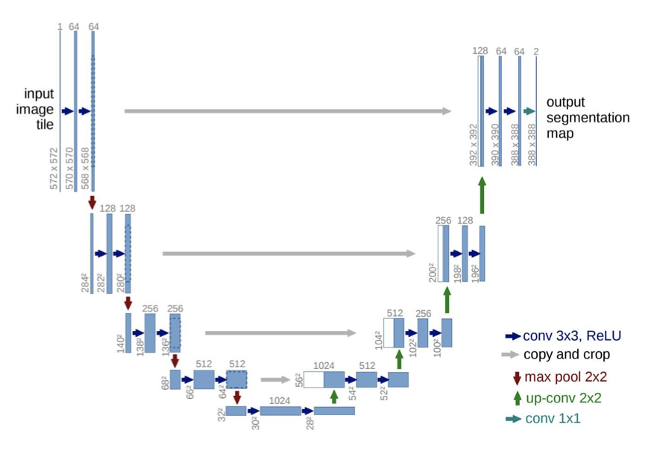 1 64 64
input
image
tile
572 x 572
570 x 570
568 x 568
128 64 64 2
output
segmentation
map
392 x 392
390 x 390
388 x 388
388 x 388
128 128
284²
282²
280²
256 128
200²
198²
196²
256 256
140²
138²
136²
512 256
104²
102²
100²
512 512
68²
66²
64²
1024 512
56²
54²
52²
1024
32²
30²
28²
conv 3x3, ReLU
copy and crop
max pool 2x2
up-conv 2x2
conv 1x1